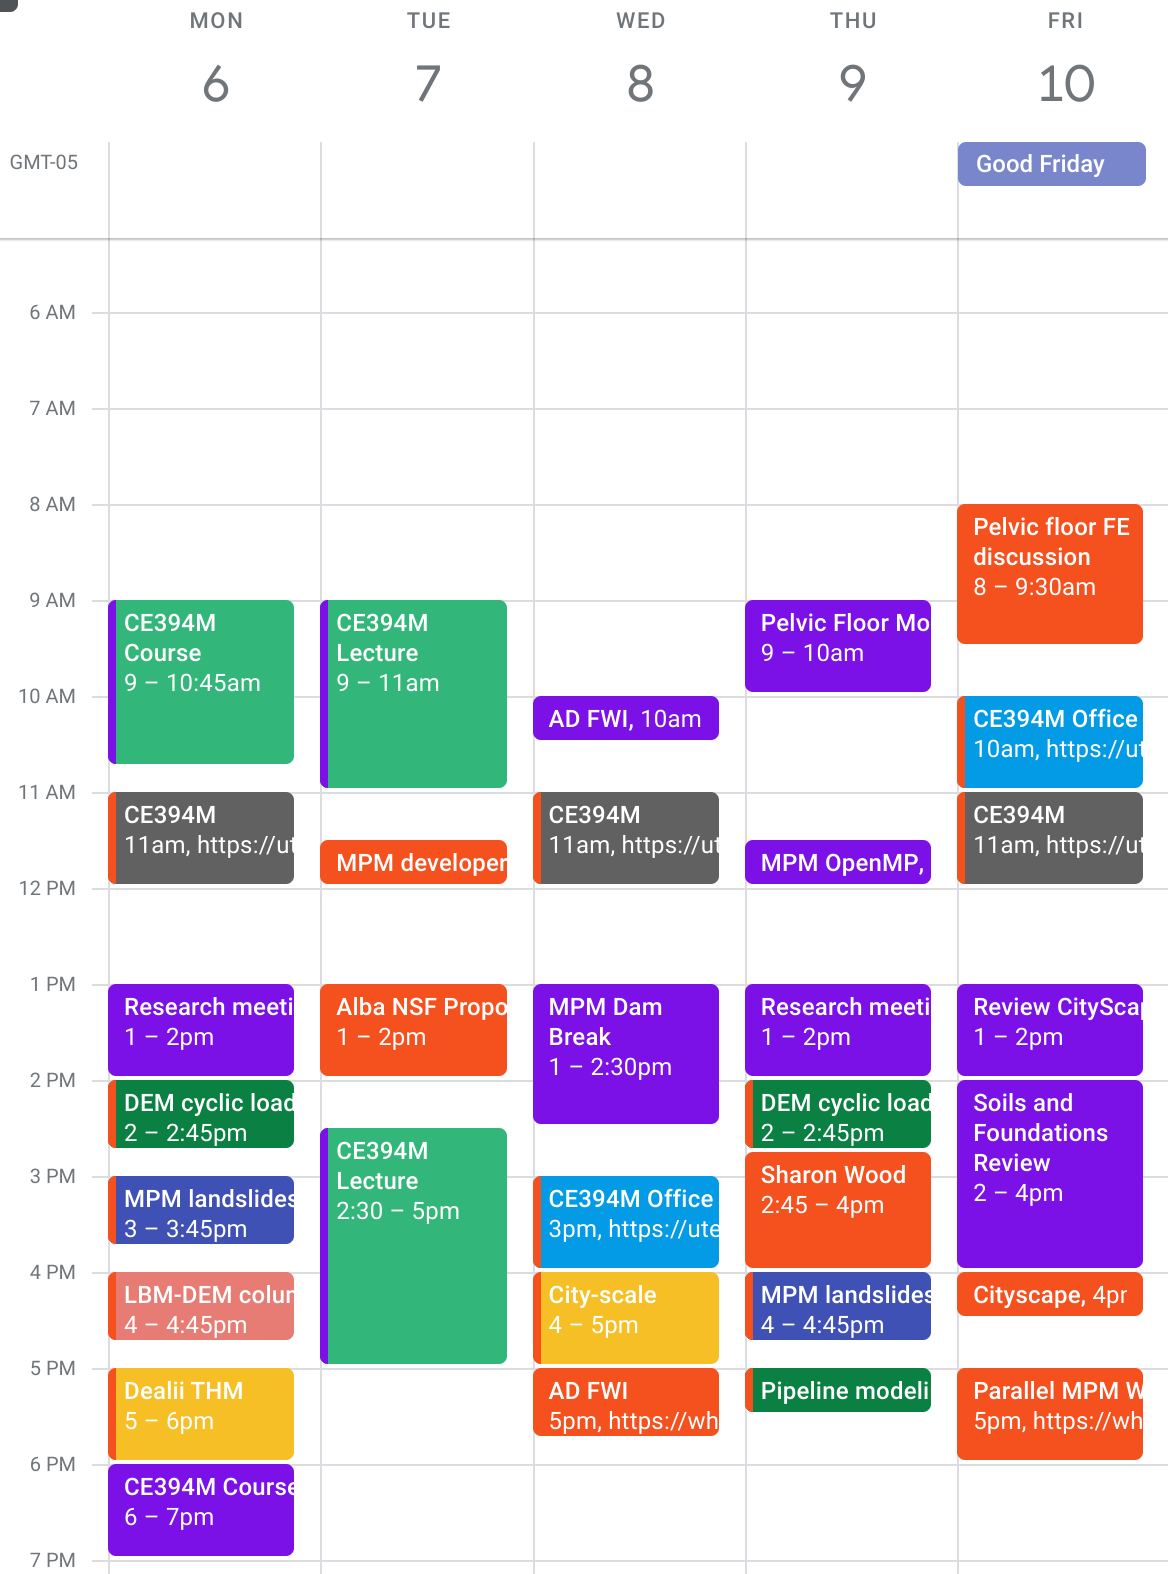 MON
TUE
WED
THU
FRI
6
7
8
9
10
GMT-05
Good Friday
6 AM
7 AM
8 AM
9 AM
10 AM
11 AM
12 PM
1 PM
2 PM
3 PM
4 PM
5 PM
6 PM
7 PM
CE394M
Course
9 – 10:45am
CE394M
11am, https://ut
Research meeti
1 – 2pm
DEM cyclic load
2 – 2:45pm
MPM landslides
3 – 3:45pm
LBM-DEM colur
4 – 4:45pm
Dealii THM
5 – 6pm
CE394M Course
6 – 7pm
CE394M
Lecture
9 – 11am
MPM developer
Alba NSF Propo
1 – 2pm
CE394M
Lecture
2:30 – 5pm
AD FWI, 10am
CE394M
11am, https://ut
MPM Dam
Break
1 – 2:30pm
CE394M Office
3pm, https://ute
City-scale
4 – 5pm
AD FWI
5pm, https://wh
Pelvic Floor Mo
9 – 10am
MPM OpenMP,
Research meeti
1 – 2pm
DEM cyclic load
2 – 2:45pm
Sharon Wood
2:45 – 4pm
MPM landslides
4 – 4:45pm
Pipeline modeli
Pelvic floor FE
discussion
8 – 9:30am
CE394M Office
10am, https://ut
CE394M
11am, https://ut
Review CityScap
1 – 2pm
Soils and
Foundations
Review
2 – 4pm
Cityscape, 4pr
Parallel MPM W
5pm, https://wh